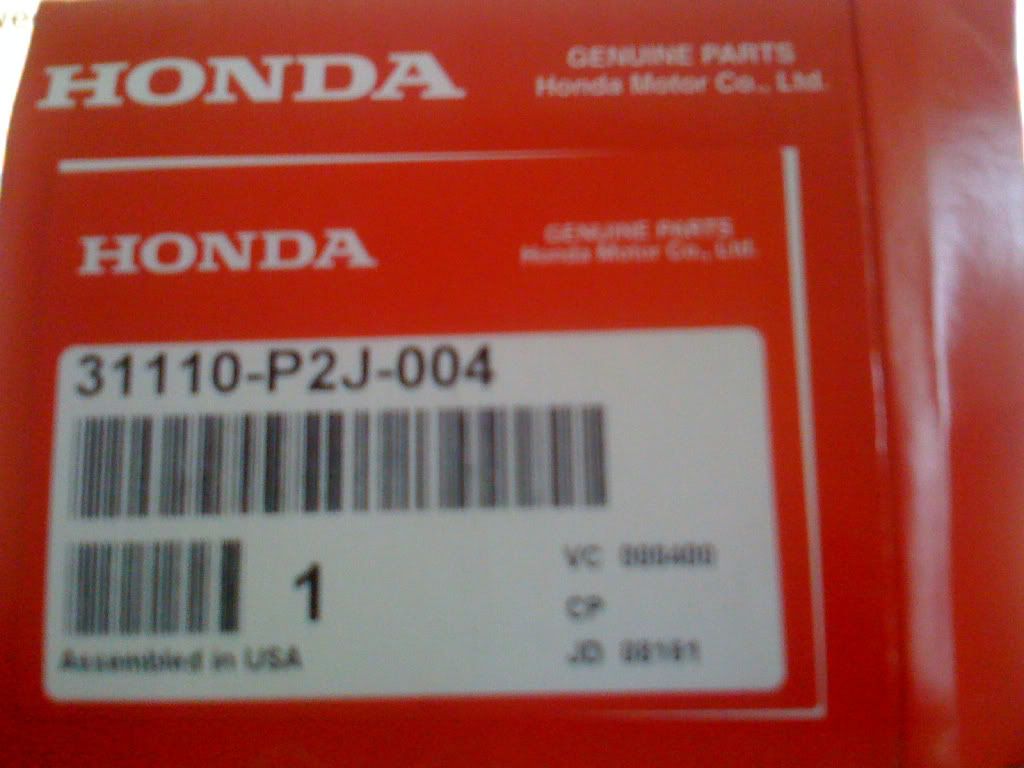 HONDA
GENUINE PARTS
Honda Motor Co., Ltd.
HONDA
GENUINE PARTS
Honda Motor Co., Ltd.
31110-P2J-004
1
VC
CP
Assembled in USA
JD 08161